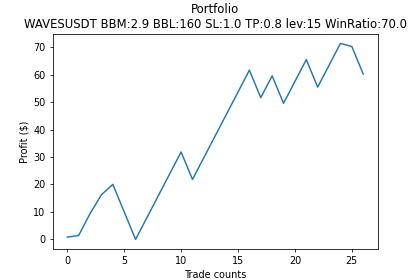 Portfolio
WAVESUSDT BBM:2.9 BBL:160 SL:1.0 TP:0.8 lev:15 WinRatio:70.0
70
60
50
40
30
20
10
0
Profit ($)
0 5 10 15 20 25
Trade counts